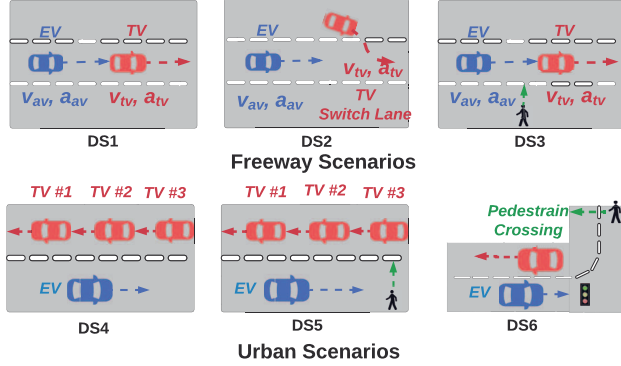 EV TV
v_av, a_av v_tv, a_tv
DS1
EV
v_tv, a_tv
v_av, a_av TV
Switch Lane
DS2
EV TV
v_av, a_av v_tv, a_tv
DS3
Freeway Scenarios
TV #1 TV #2 TV #3
EV
DS4
TV #1 TV #2 TV #3
EV
DS5
Pedestrain
Crossing
EV
DS6
Urban Scenarios